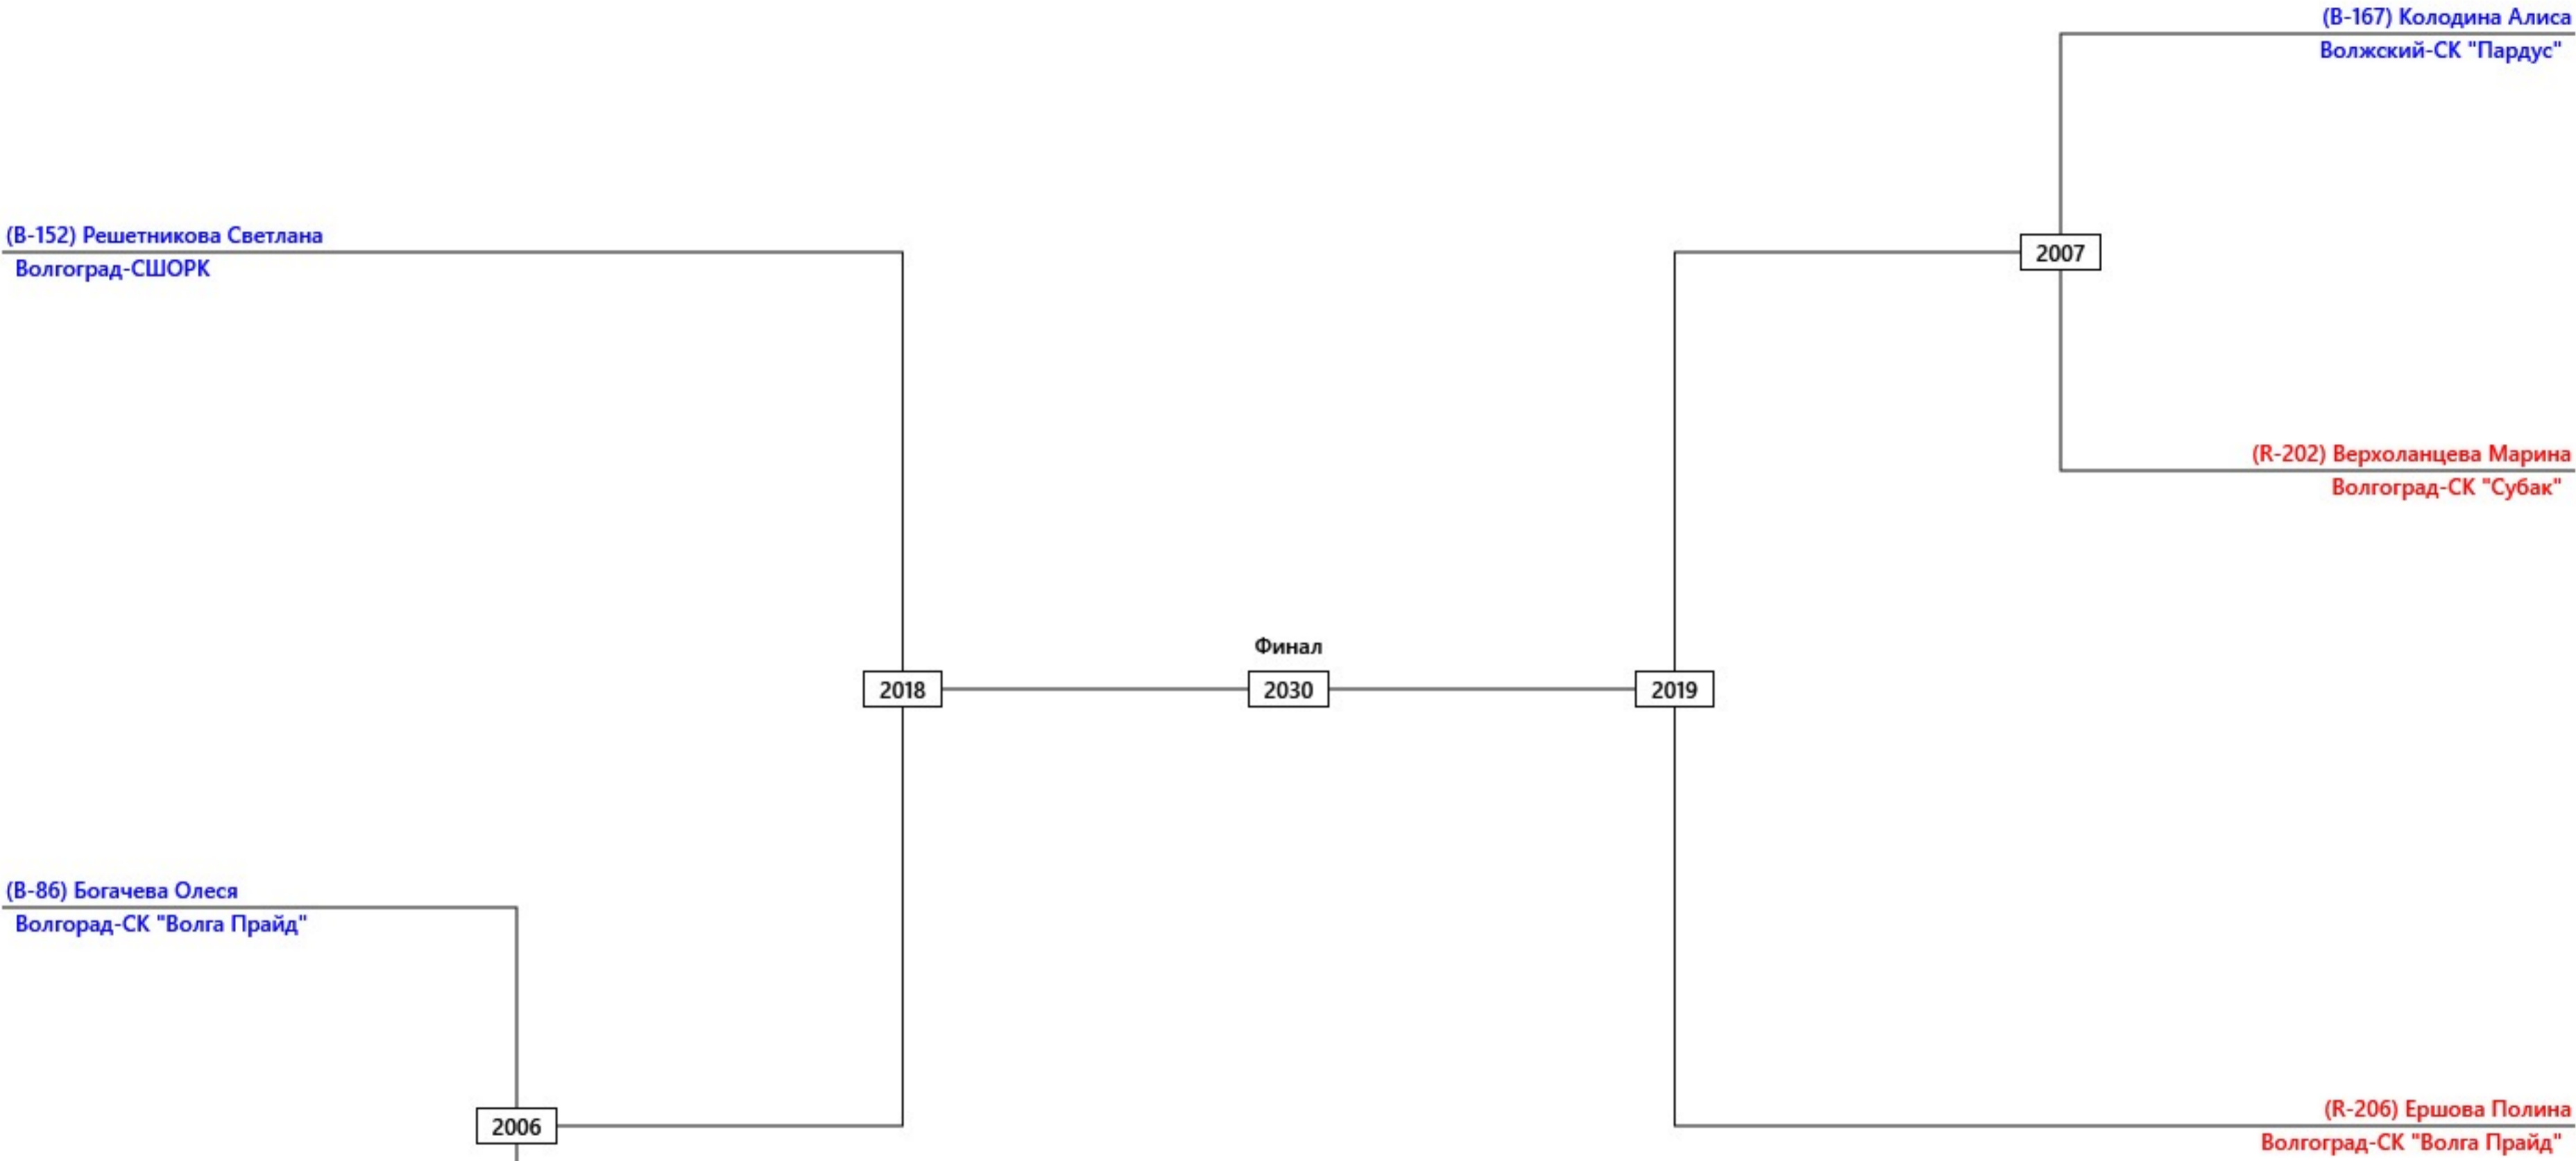 (B-167) Колодина Алиса
Волжский-СК "Пардус"
(B-152) Решетникова Светлана
Волгоград-СШОРК
2007
(R-202) Верхоланцева Марина
Волгоград-СК "Субак"
Финал
2018
2030
2019
(B-86) Богачева Олеся
Волгорад-СК "Волга Прайд"
2006
(R-206) Ершова Полина
Волгоград-СК "Волга Прайд"